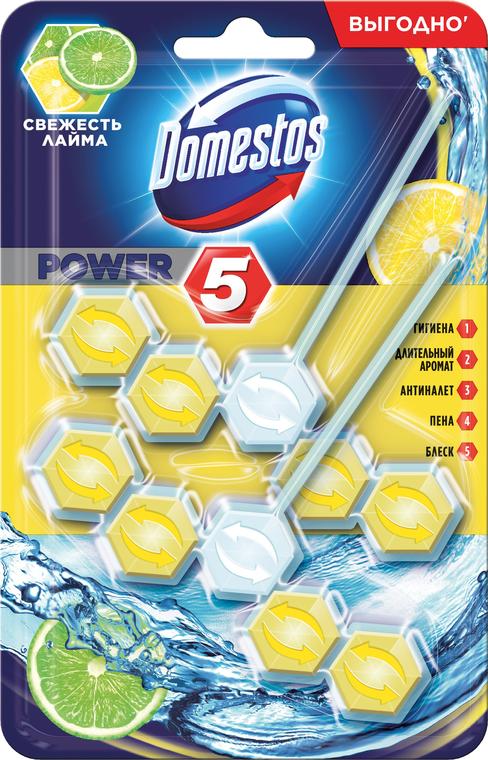 ВЫГОДНО'
СВЕЖЕСТЬ
ЛАЙМА
Domestos
POWER 5
ГИГИЕНА 1
ДЛИТЕЛЬНЫЙ
АРОМАТ 2
АНТИНАЛЕТ 3
ПЕНА 4
БЛЕСК 5